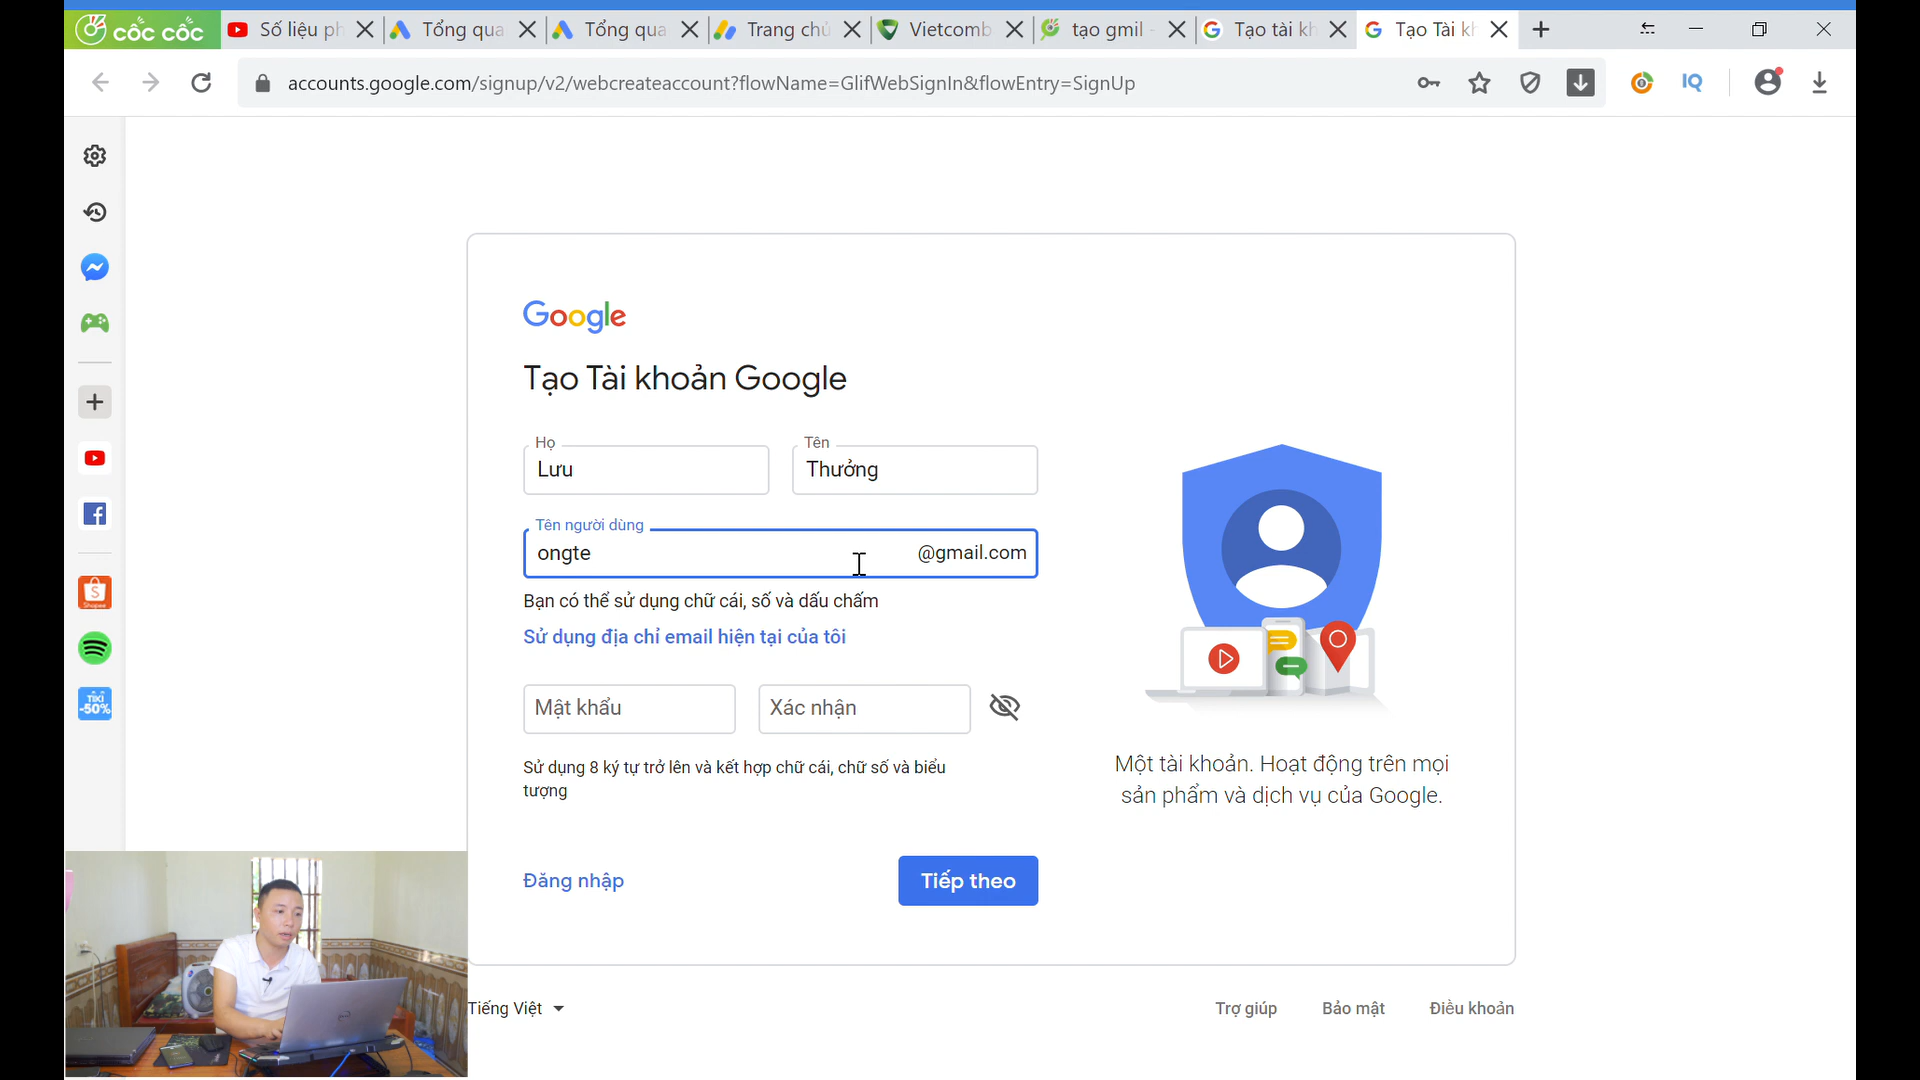 cốc cốc
Số liệu ph
Tổng qua
Tổng qua
Trang chủ
Vietcomb
tạo gmil -
Tạo tài kh
Tạo Tài kh
accounts.google.com/signup/v2/webcreateaccount?flowName=GlifWebSignIn&flowEntry=SignUp
IQ
Google
Tạo Tài khoản Google
Họ
Tên
Lưu
Thưởng
Tên người dùng
ongte
@gmail.com
Bạn có thể sử dụng chữ cái, số và dấu chấm
Sử dụng địa chỉ email hiện tại của tôi
Mật khẩu
Xác nhận
Sử dụng 8 ký tự trở lên và kết hợp chữ cái, chữ số và biểu
tượng
Đăng nhập
Tiếp theo
Một tài khoản. Hoạt động trên mọi
sản phẩm và dịch vụ của Google.
Shopee
TIKI
-50%
Tiếng Việt
Trợ giúp
Bảo mật
Điều khoản